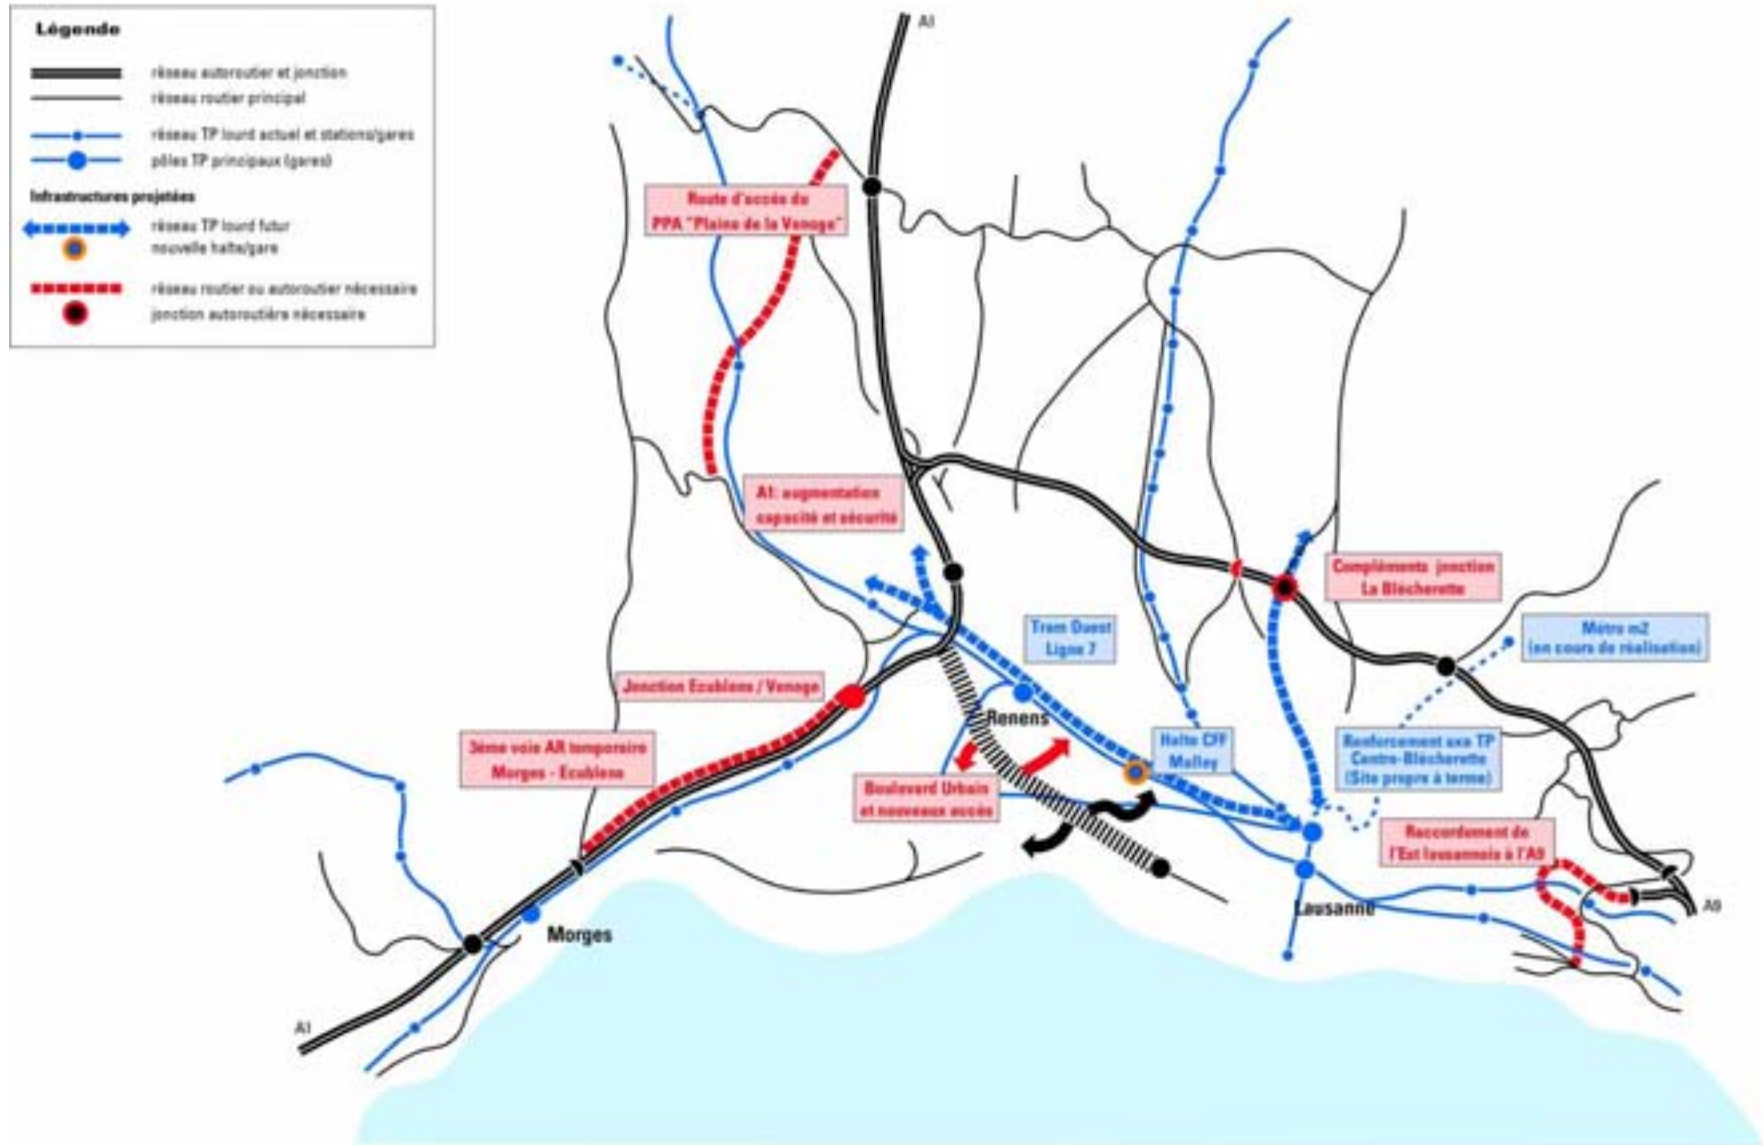 Légende
réseau autoroutier et jonction
réseau routier principal
réseau TP lourd actuel et stations/gares
pôles TP principaux (gares)
Infrastructures projetées
réseau TP lourd futur
nouvelle halte/gare
réseau routier ou autoroutier nécessaire
jonction autoroutière nécessaire
A1
Route d'accès du
PPA "Plaine de la Venoge"
A1: augmentation
capacité et sécurité
Compléments jonction
La Blécherette
Tram Ouest
Ligne 7
Métro m2
(en cours de réalisation)
Jonction Ecublens / Venoge
Renens
3ème voie AR temporaire
Morges - Ecublens
Halte CFF
Malley
Renforcement axe TP
Centre-Blécherette
(Site propre à terme)
Boulevard Urbain
et nouveaux accès
Raccordement de
l'Est lausannois à l'A9
Lausanne
A9
Morges
A1